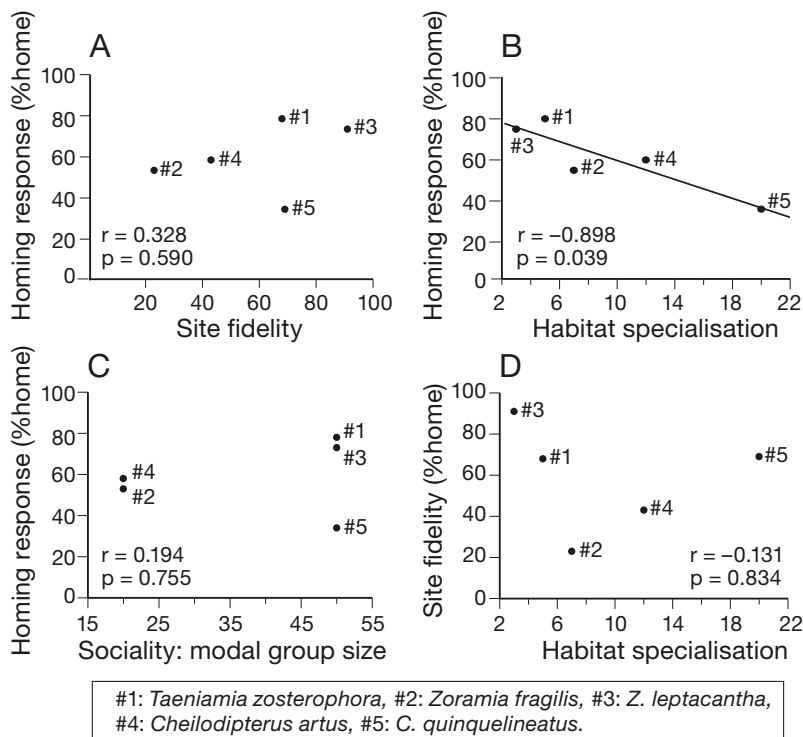 A
Homing response (%home)
100
80
60
40
20
0
#1
#3
#4
#2
#5
r = 0.328
p = 0.590
20 40 60 80 100
Site fidelity
B
Homing response (%home)
100
80
60
40
20
0
#1
#3
#2
#4
#5
r = −0.898
p = 0.039
2 6 10 14 18 22
Habitat specialisation
C
Homing response (%home)
100
80
60
40
20
0
#1
#4
#3
#2
#5
r = 0.194
p = 0.755
15 25 35 45 55
Sociality: modal group size
D
Site fidelity (%home)
100
80
60
40
20
0
#3
#1
#5
#4
#2
r = −0.131
p = 0.834
2 6 10 14 18 22
Habitat specialisation
#1: Taeniamia zosterophora, #2: Zoramia fragilis, #3: Z. leptacantha,
#4: Cheilodipterus artus, #5: C. quinquelineatus.